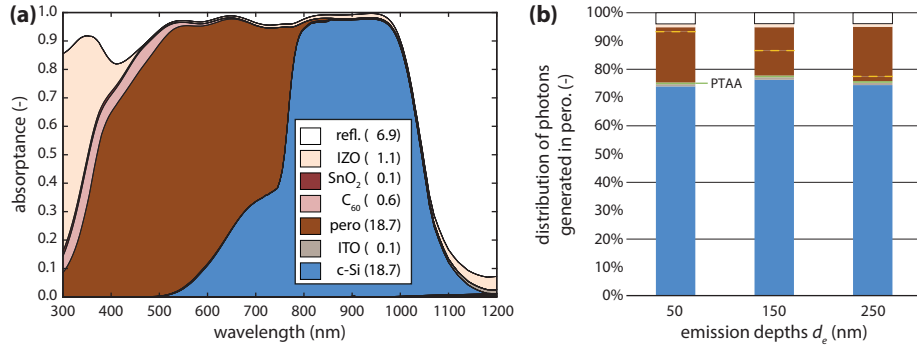 (a)
absorptance (-)
1.0
0.9
0.8
0.7
0.6
0.5
0.4
0.3
0.2
0.1
0.0
300 400 500 600 700 800 900 1000 1100 1200
wavelength (nm)
refl. ( 6.9)
IZO ( 1.1)
SnO₂ ( 0.1)
C₆₀ ( 0.6)
pero (18.7)
ITO ( 0.1)
c-Si (18.7)
(b)
distribution of photons
generated in pero. (-)
100%
90%
80%
70%
60%
50%
40%
30%
20%
10%
0%
PTAA
50 150 250
emission depths dₑ (nm)